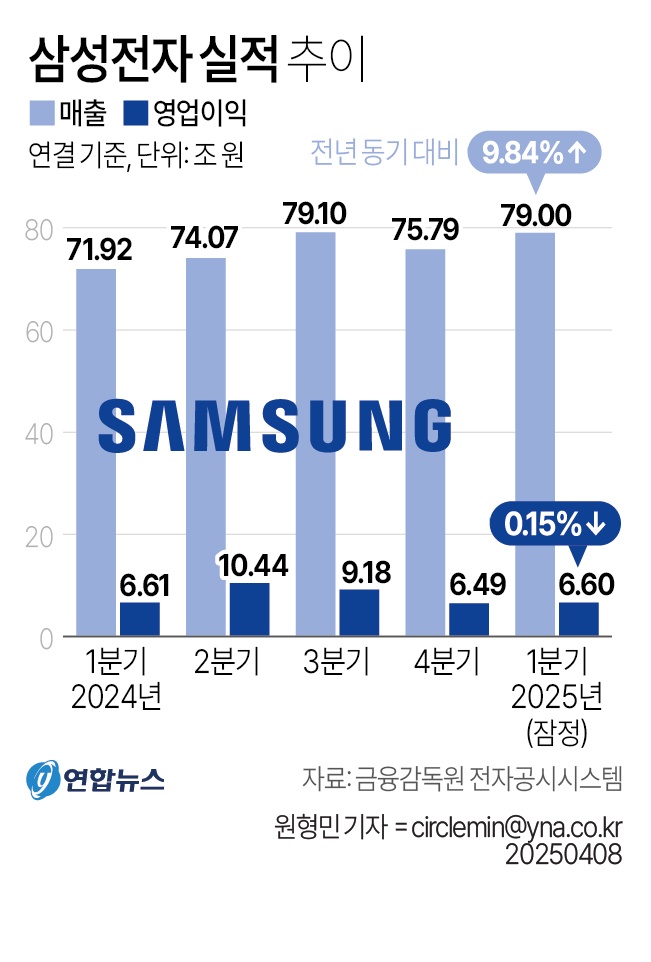 삼성전자 실적 추이
매출 영업이익
연결 기준, 단위: 조 원
전년 동기 대비 9.84%↑
80
60
40
20
0
71.92
74.07
79.10
75.79
79.00
SAMSUNG
0.15%↓
6.61
10.44
9.18
6.49
6.60
1분기 2분기 3분기 4분기 1분기
2024년 2025년
(잠정)
연합뉴스
자료: 금융감독원 전자공시시스템
원형민 기자 = circlemin@yna.co.kr
20250408